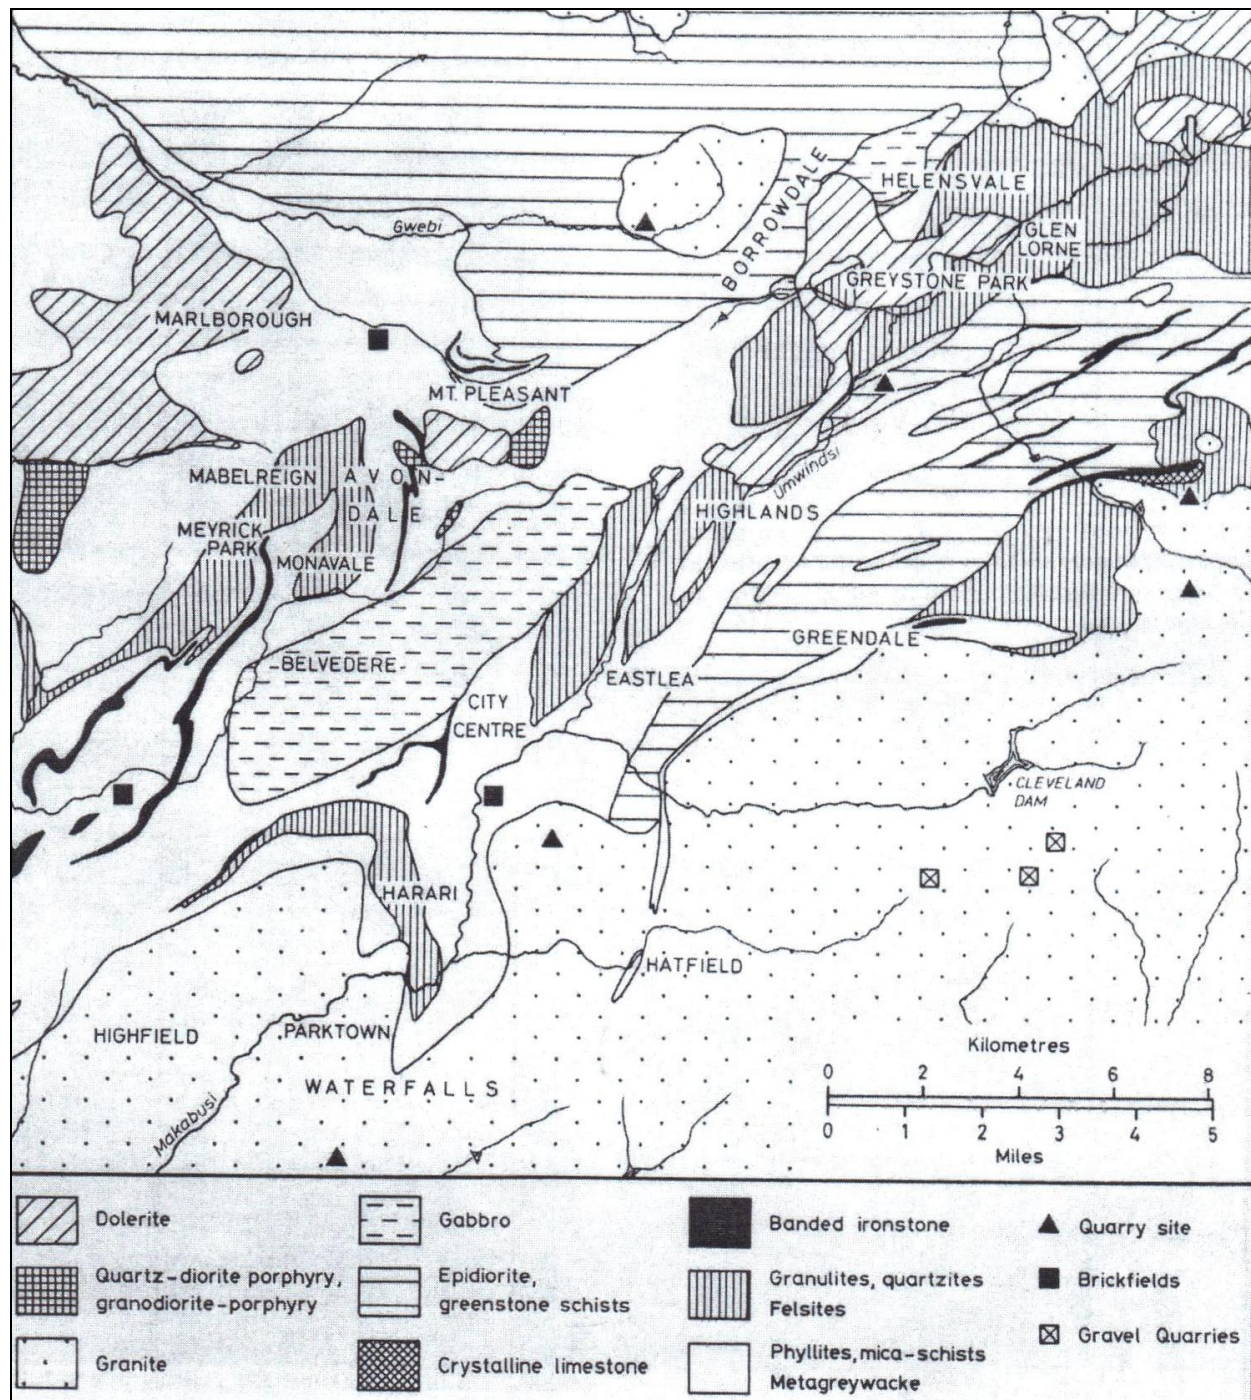 BORROWDALE
HELENSVALE
Gwebi
GLEN
LORNE
GREYSTONE PARK
MARLBOROUGH
MT. PLEASANT
MABELREIGN
AVON-
DALE
Umwindsi
HIGHLANDS
MEYRICK
PARK
MONAVALE
GREENDALE
BELVEDERE
EASTLEA
CITY
CENTRE
CLEVELAND
DAM
HARARI
HATFIELD
HIGHFIELD
PARKTOWN
WATERFALLS
Makabusi
Kilometres
0 2 4 6 8
0 1 2 3 4 5
Miles
Dolerite
Quartz-diorite porphyry,
granodiorite-porphyry
Granite
Gabbro
Epidiorite,
greenstone schists
Crystalline limestone
Banded ironstone
Granulites, quartzites
Felsites
Phyllites, mica-schists
Metagreywacke
Quarry site
Brickfields
Gravel Quarries